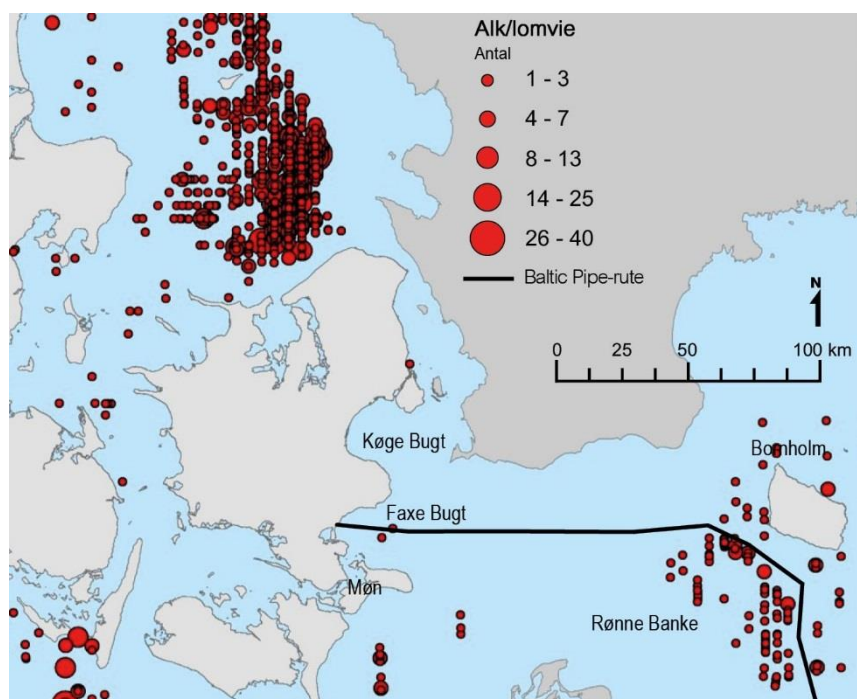 Alk/lomvie
Antal
1 - 3
4 - 7
8 - 13
14 - 25
26 - 40
Baltic Pipe-rute
N
0 25 50 100 km
Køge Bugt
Bornholm
Faxe Bugt
Møn
Rønne Banke